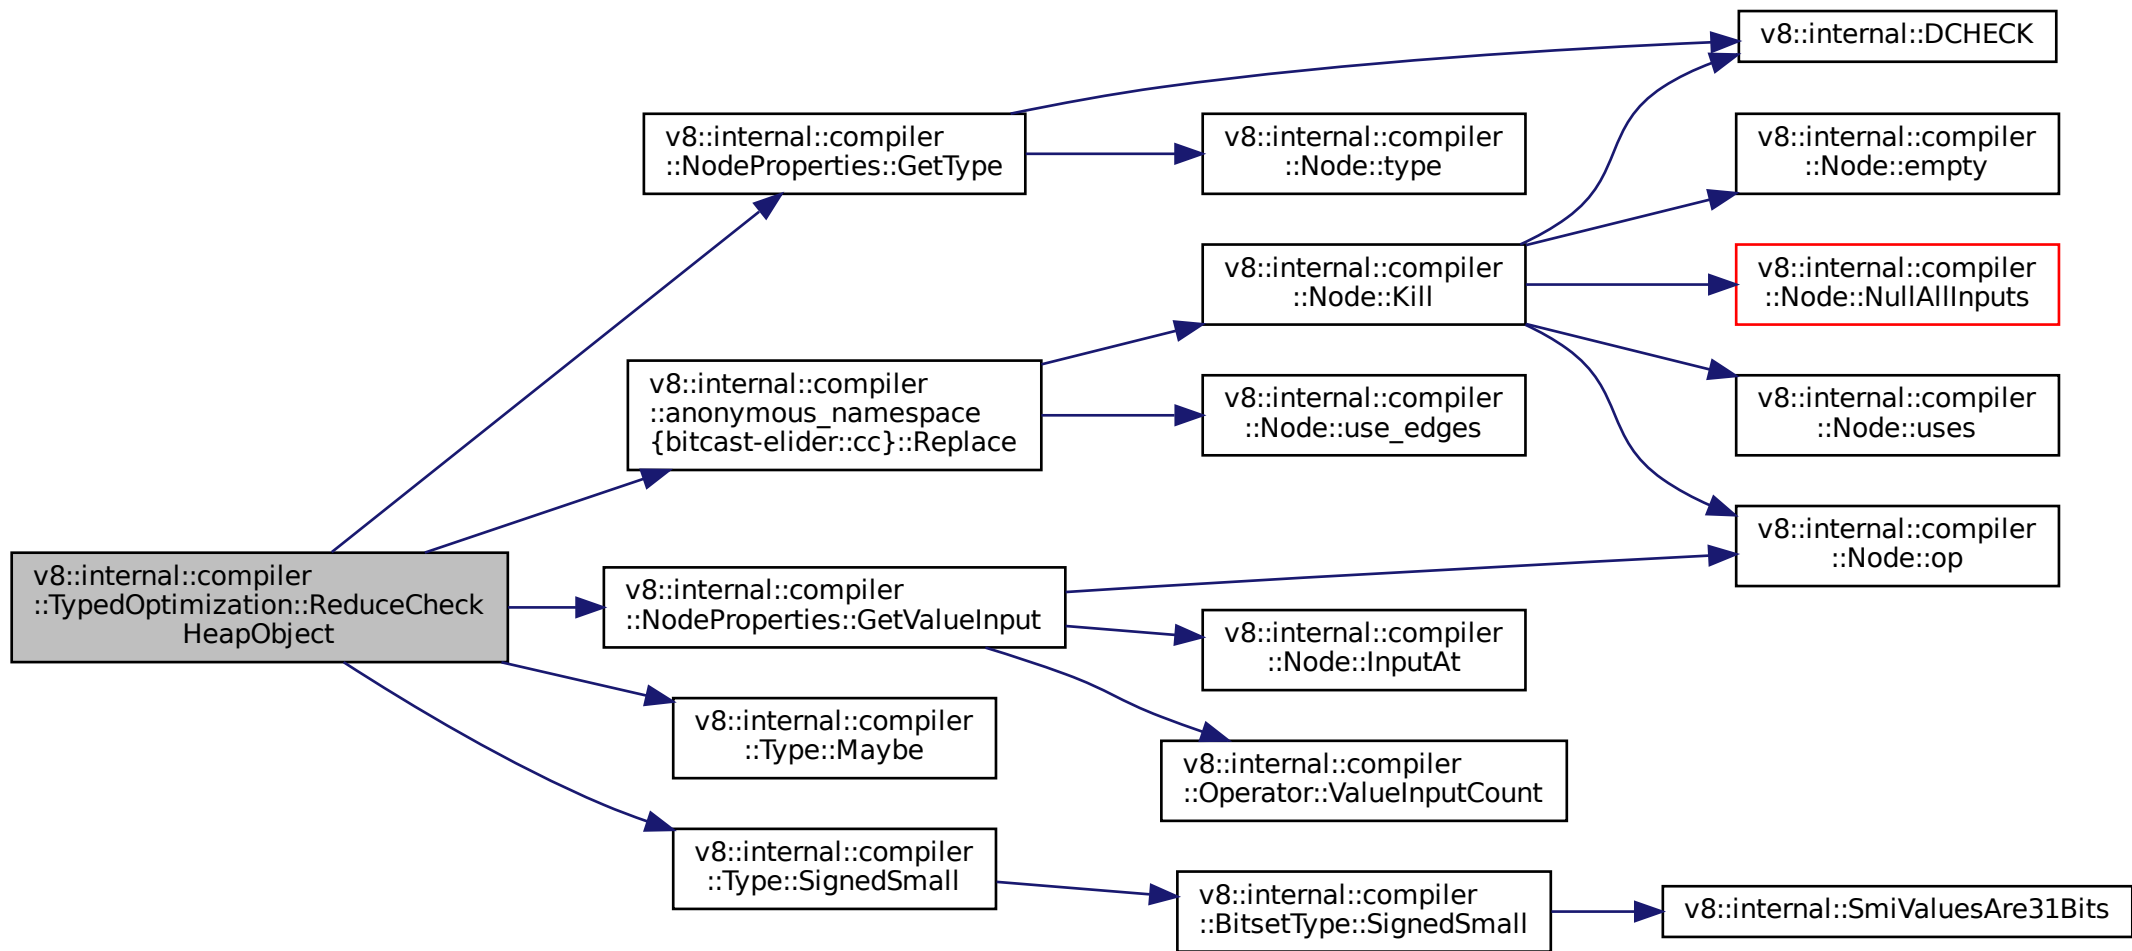 v8::internal::compiler
::TypedOptimization::ReduceCheck
HeapObject
v8::internal::compiler
::NodeProperties::GetType
v8::internal::compiler
::anonymous_namespace
{bitcast-elider::cc}::Replace
v8::internal::compiler
::NodeProperties::GetValueInput
v8::internal::compiler
::Type::Maybe
v8::internal::compiler
::Type::SignedSmall
v8::internal::compiler
::Node::type
v8::internal::compiler
::Node::Kill
v8::internal::compiler
::Node::use_edges
v8::internal::compiler
::Node::InputAt
v8::internal::compiler
::Operator::ValueInputCount
v8::internal::compiler
::BitsetType::SignedSmall
v8::internal::DCHECK
v8::internal::compiler
::Node::empty
v8::internal::compiler
::Node::NullAllInputs
v8::internal::compiler
::Node::uses
v8::internal::compiler
::Node::op
v8::internal::SmiValuesAre31Bits